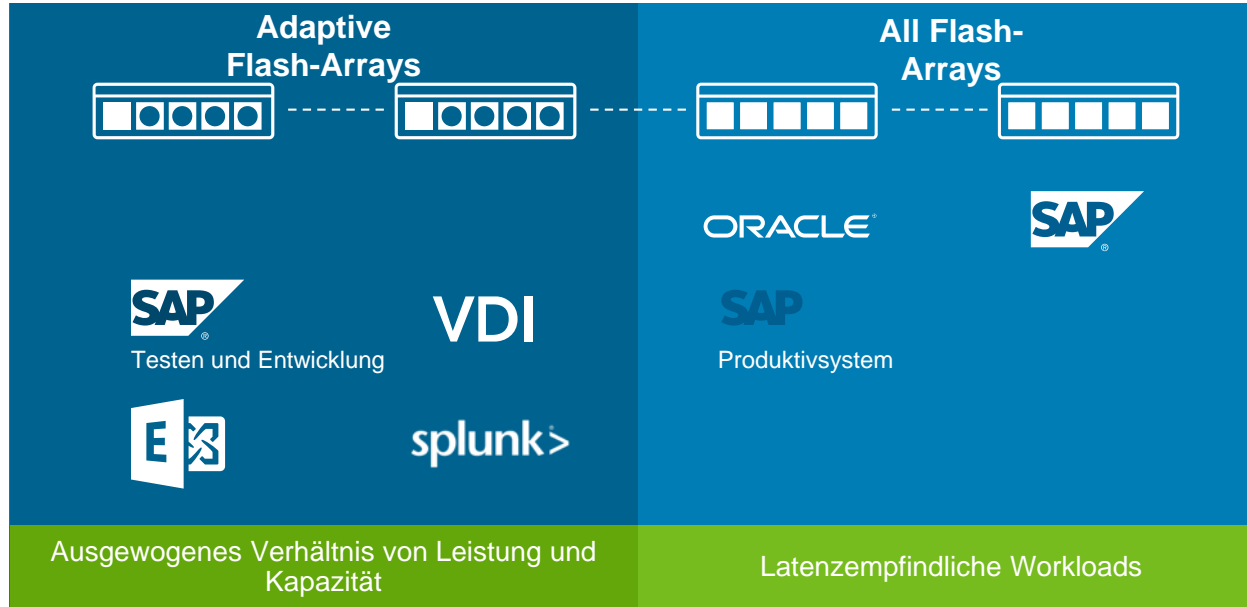 Adaptive
Flash-Arrays
All Flash-
Arrays
ORACLE®
SAP®
SAP®
Testen und Entwicklung
VDI
SAP
Produktivsystem
E
splunk>
Ausgewogenes Verhältnis von Leistung und
Kapazität
Latenzempfindliche Workloads